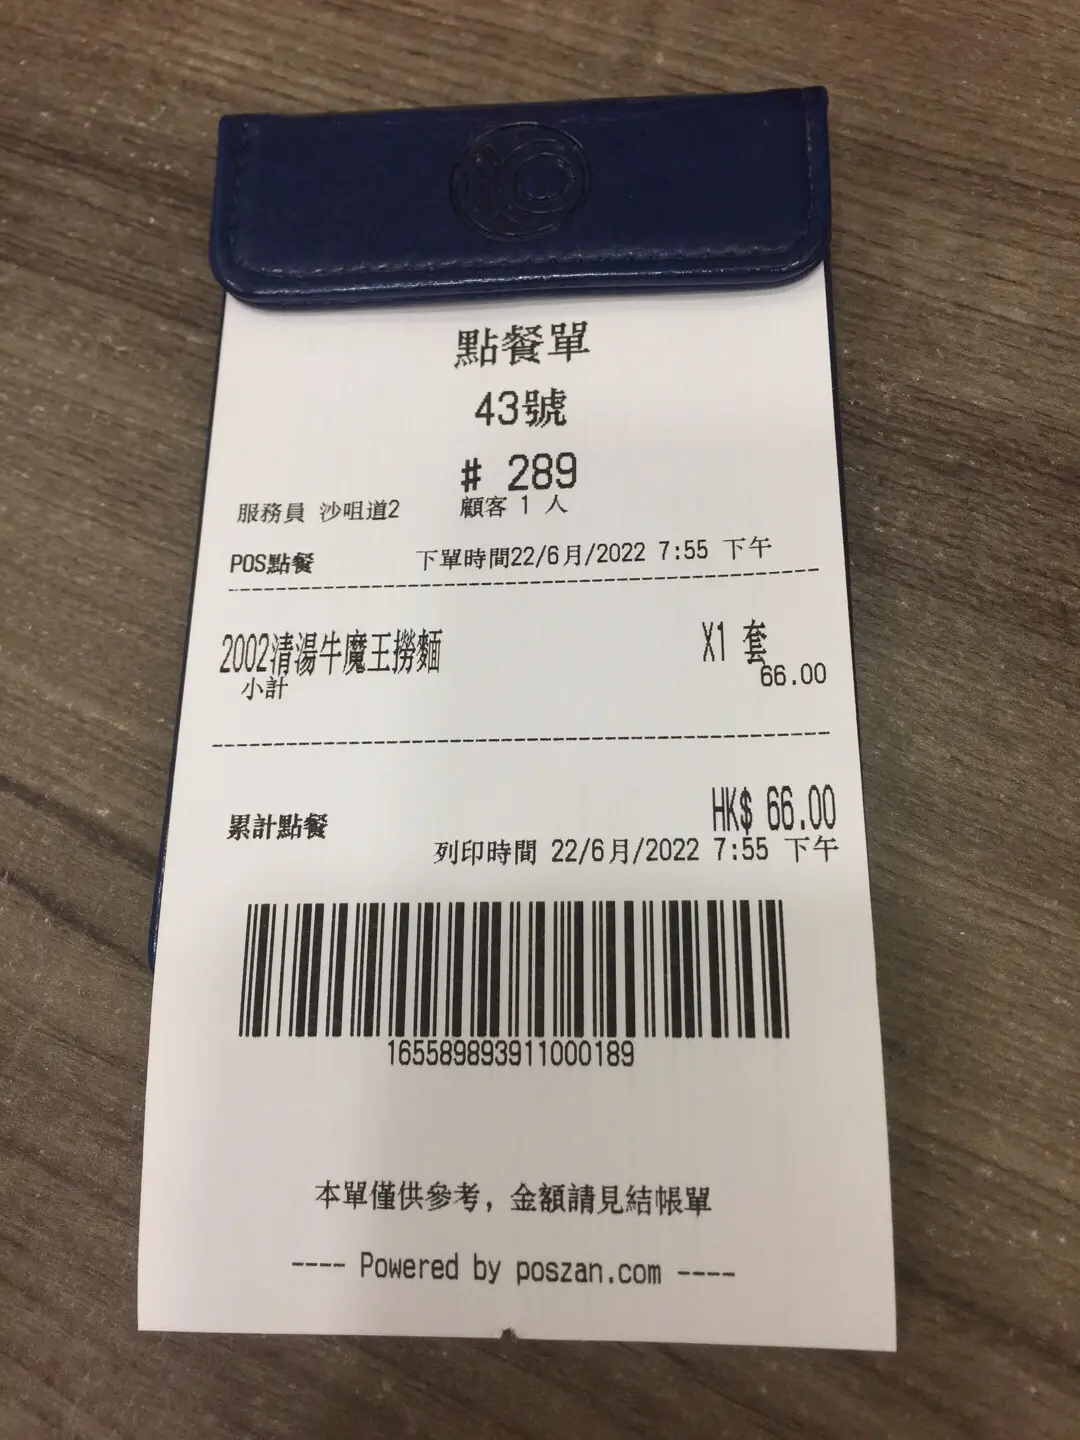 點餐單
43號
# 289
服務員 沙咀道2 顧客 1 人
POS點餐 下單時間22/6月/2022 7:55 下午
2002清湯牛魔王撈麵 X1 套
小計 66.00
HK$ 66.00
累計點餐
列印時間 22/6月/2022 7:55 下午
165589893911000189
本單僅供參考, 金額請見結帳單
---- Powered by poszan.com ----